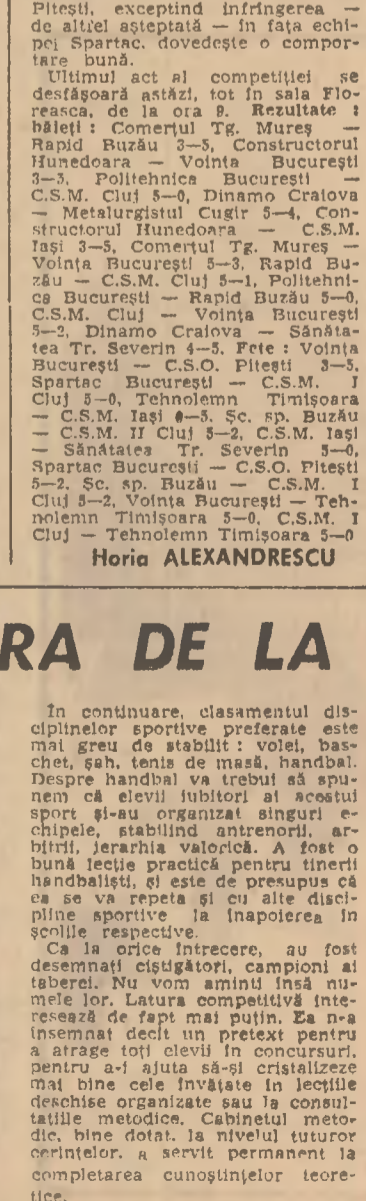 Pitești, exceptind infringerea —
de altfel așteptată — în fața echi-
pei Spartac, dovedește o compor-
tare bună.
Ultimul act al competiției se
desfășoară astăzi, tot în sala Flo-
reasca, de la ora 9. Rezultate :
băieți : Comerțul Tg. Mureș —
Rapid Buzău 3—5, Constructorul
Hunedoara — Voința București
3—5, Politehnica București —
C.S.M. Cluj 5—0, Dinamo Craiova
— Metalurgistul Cugir 5—4, Con-
structorul Hunedoara — C.S.M.
Iași 3—5, Comerțul Tg. Mureș —
Voința București 5—3, Rapid Bu-
zău — C.S.M. Cluj 5—1, Politehni-
ca București — Rapid Buzău 5—0,
C.S.M. Cluj — Voința București
5—2, Dinamo Craiova — Sănăta-
tea Tr. Severin 4—5. Fete : Voința
București — C.S.O. Pitești 3—5,
Spartac București — C.S.M. I
Cluj 5—0, Tehnolemn Timișoara
— C.S.M. Iași 0—5, Șc. sp. Buzău
— C.S.M. II Cluj 5—2, C.S.M. Iași
— Sănătatea Tr. Severin 5—0,
Spartac București — C.S.O. Pitești
5—2, Șc. sp. Buzău — C.S.M. I
Cluj 5—2, Voința București — Teh-
nolemn Timișoara 5—0, C.S.M. I
Cluj — Tehnolemn Timișoara 5—0
Horia ALEXANDRESCU
RA DE LA
În continuare, clasamentul dis-
ciplinelor sportive preferate este
mai greu de stabilit : volei, bas-
chet, șah, tenis de masă, handbal.
Despre handbal va trebui să spu-
nem că elevii iubitori ai acestui
sport și-au organizat singuri e-
chipele, stabilind antrenorii, ar-
bitrii, ierarhia valorică. A fost o
bună lecție practică pentru tinerii
handbaliști, și este de presupus că
ea se va repeta și cu alte disci-
pline sportive la înapoierea în
școlile respective.
Ca la orice întrecere, au fost
desemnați cîștigători, campioni ai
taberei. Nu vom aminti însă nu-
mele lor. Latura competitivă inte-
resează de fapt mai puțin. Ea n-a
însemnat decît un pretext pentru
a atrage toți elevii în concursuri,
pentru a-i ajuta să-și cristalizeze
mai bine cele învățate în lecțiile
deschise organizate sau la consul-
tațiile metodice. Cabinetul meto-
dic, bine dotat, la nivelul tuturor
cerințelor, a servit permanent la
completarea cunoștințelor teore-
tice.